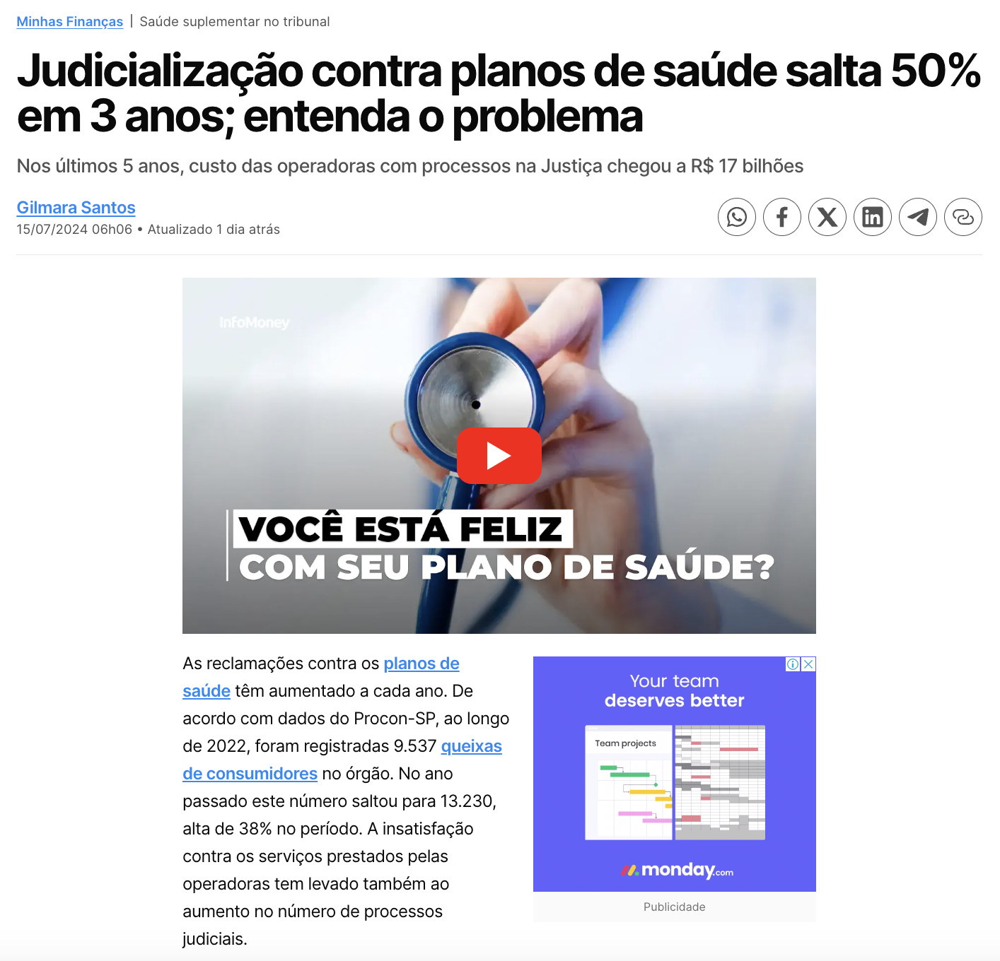 Minhas Finanças | Saúde suplementar no tribunal
Judicialização contra planos de saúde salta 50%
em 3 anos; entenda o problema
Nos últimos 5 anos, custo das operadoras com processos na Justiça chegou a R$ 17 bilhões
Gilmara Santos
15/07/2024 06h06 • Atualizado 1 dia atrás
InfoMoney
VOCÊ ESTÁ FELIZ
COM SEU PLANO DE SAÚDE?
As reclamações contra os planos de
saúde têm aumentado a cada ano. De
acordo com dados do Procon-SP, ao longo
de 2022, foram registradas 9.537 queixas
de consumidores no órgão. No ano
passado este número saltou para 13.230,
alta de 38% no período. A insatisfação
contra os serviços prestados pelas
operadoras tem levado também ao
aumento no número de processos
judiciais.
Your team
deserves better
Team projects
monday.com
Publicidade